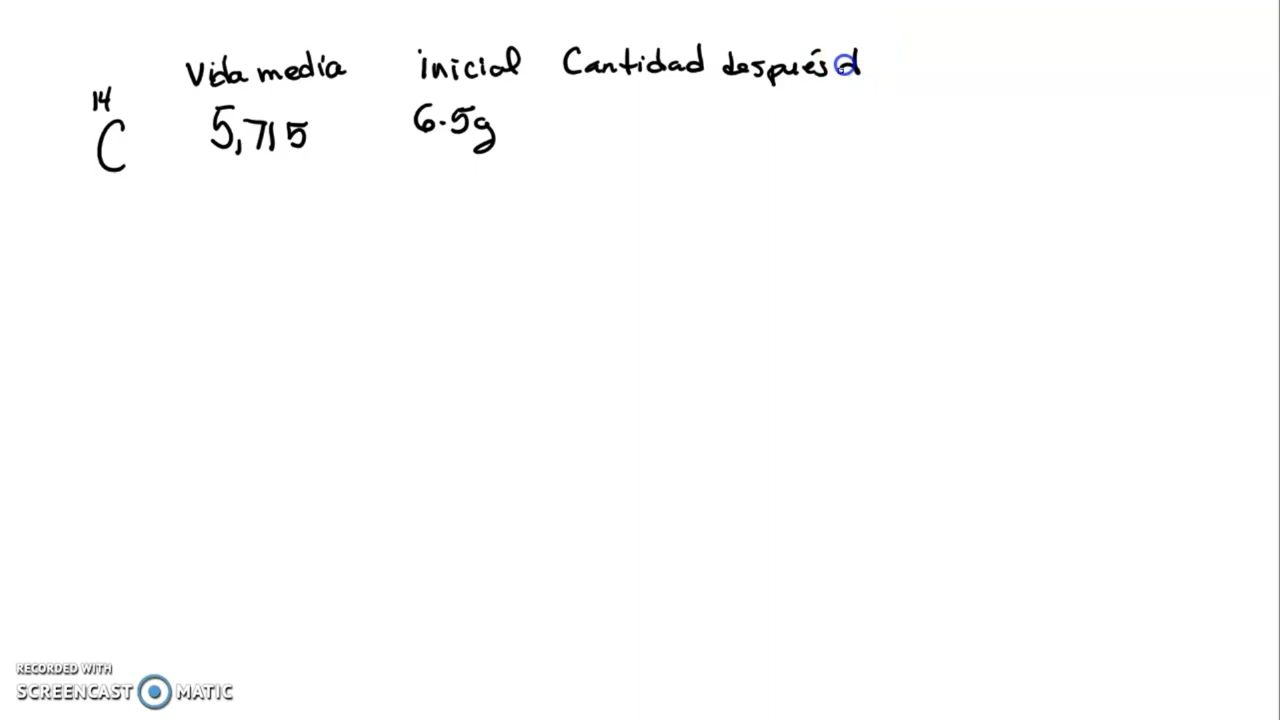 Vida media inicial Cantidad después d
14
C 5,715 6.5g
RECORDED WITH
SCREENCAST MATIC